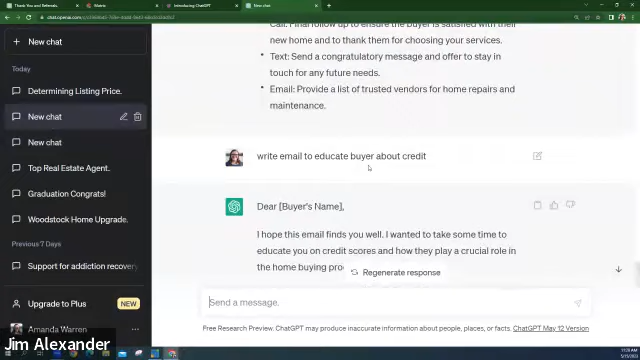 Thank You and Referrals.
Matrix
Introducing ChatGPT
New chat
New chat
Today
Determining Listing Price.
New chat
New chat
Top Real Estate Agent.
Graduation Congrats!
Woodstock Home Upgrade.
Previous 7 Days
Support for addiction recovery
Upgrade to Plus
NEW
Amanda Warren
Jim Alexander
Call: Final follow up to ensure the buyer is satisfied with their
new home and to thank them for choosing your services.
• Text: Send a congratulatory message and offer to stay in
touch for any future needs.
• Email: Provide a list of trusted vendors for home repairs and
maintenance.
write email to educate buyer about credit
Dear [Buyer's Name],
I hope this email finds you well. I wanted to take some time to
educate you on credit scores and how they play a crucial role in
the home buying proc
Regenerate response
Send a message.
Free Research Preview. ChatGPT may produce inaccurate information about people, places, or facts. ChatGPT May 12 Version